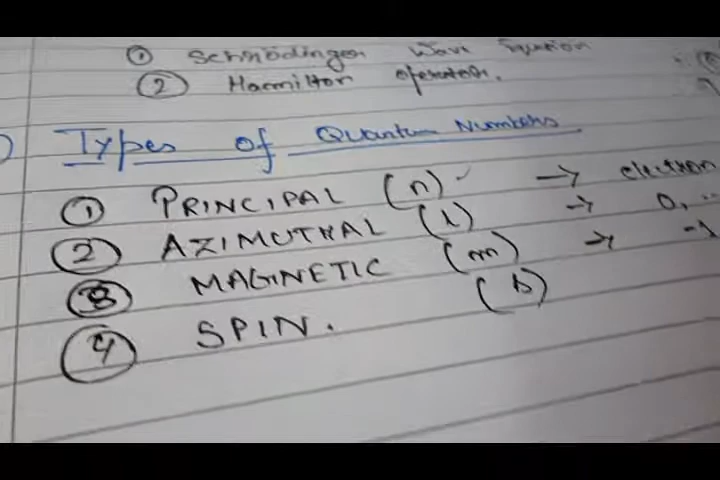 ① Schrödinger Wave Equation
② Hamilton operator.
Types of Quantum Numbers
① PRINCIPAL (n) → electron
② AZIMUTHAL (l) → 0, ..
③ MAGINETIC (m) → -l
④ SPIN. (s)